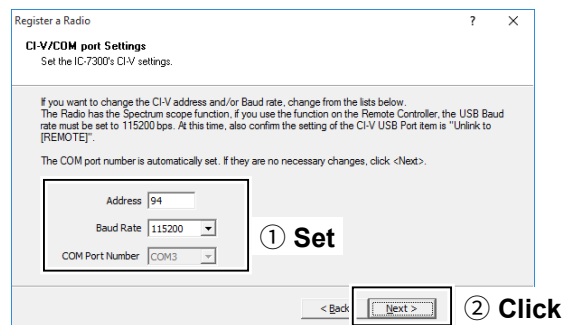 Register a Radio ? ×
CI-V/COM port Settings
Set the IC-7300's CI-V settings.
If you want to change the CI-V address and/or Baud rate, change from the lists below.
The Radio has the Spectrum scope function, if you use the function on the Remote Controller, the USB Baud
rate must be set to 115200 bps. At this time, also confirm the setting of the CI-V USB Port item is "Unlink to
[REMOTE]".
The COM port number is automatically set. If they are no necessary changes, click <Next>.
Address 94
Baud Rate 115200
① Set
COM Port Number COM3
< Back Next > ② Click